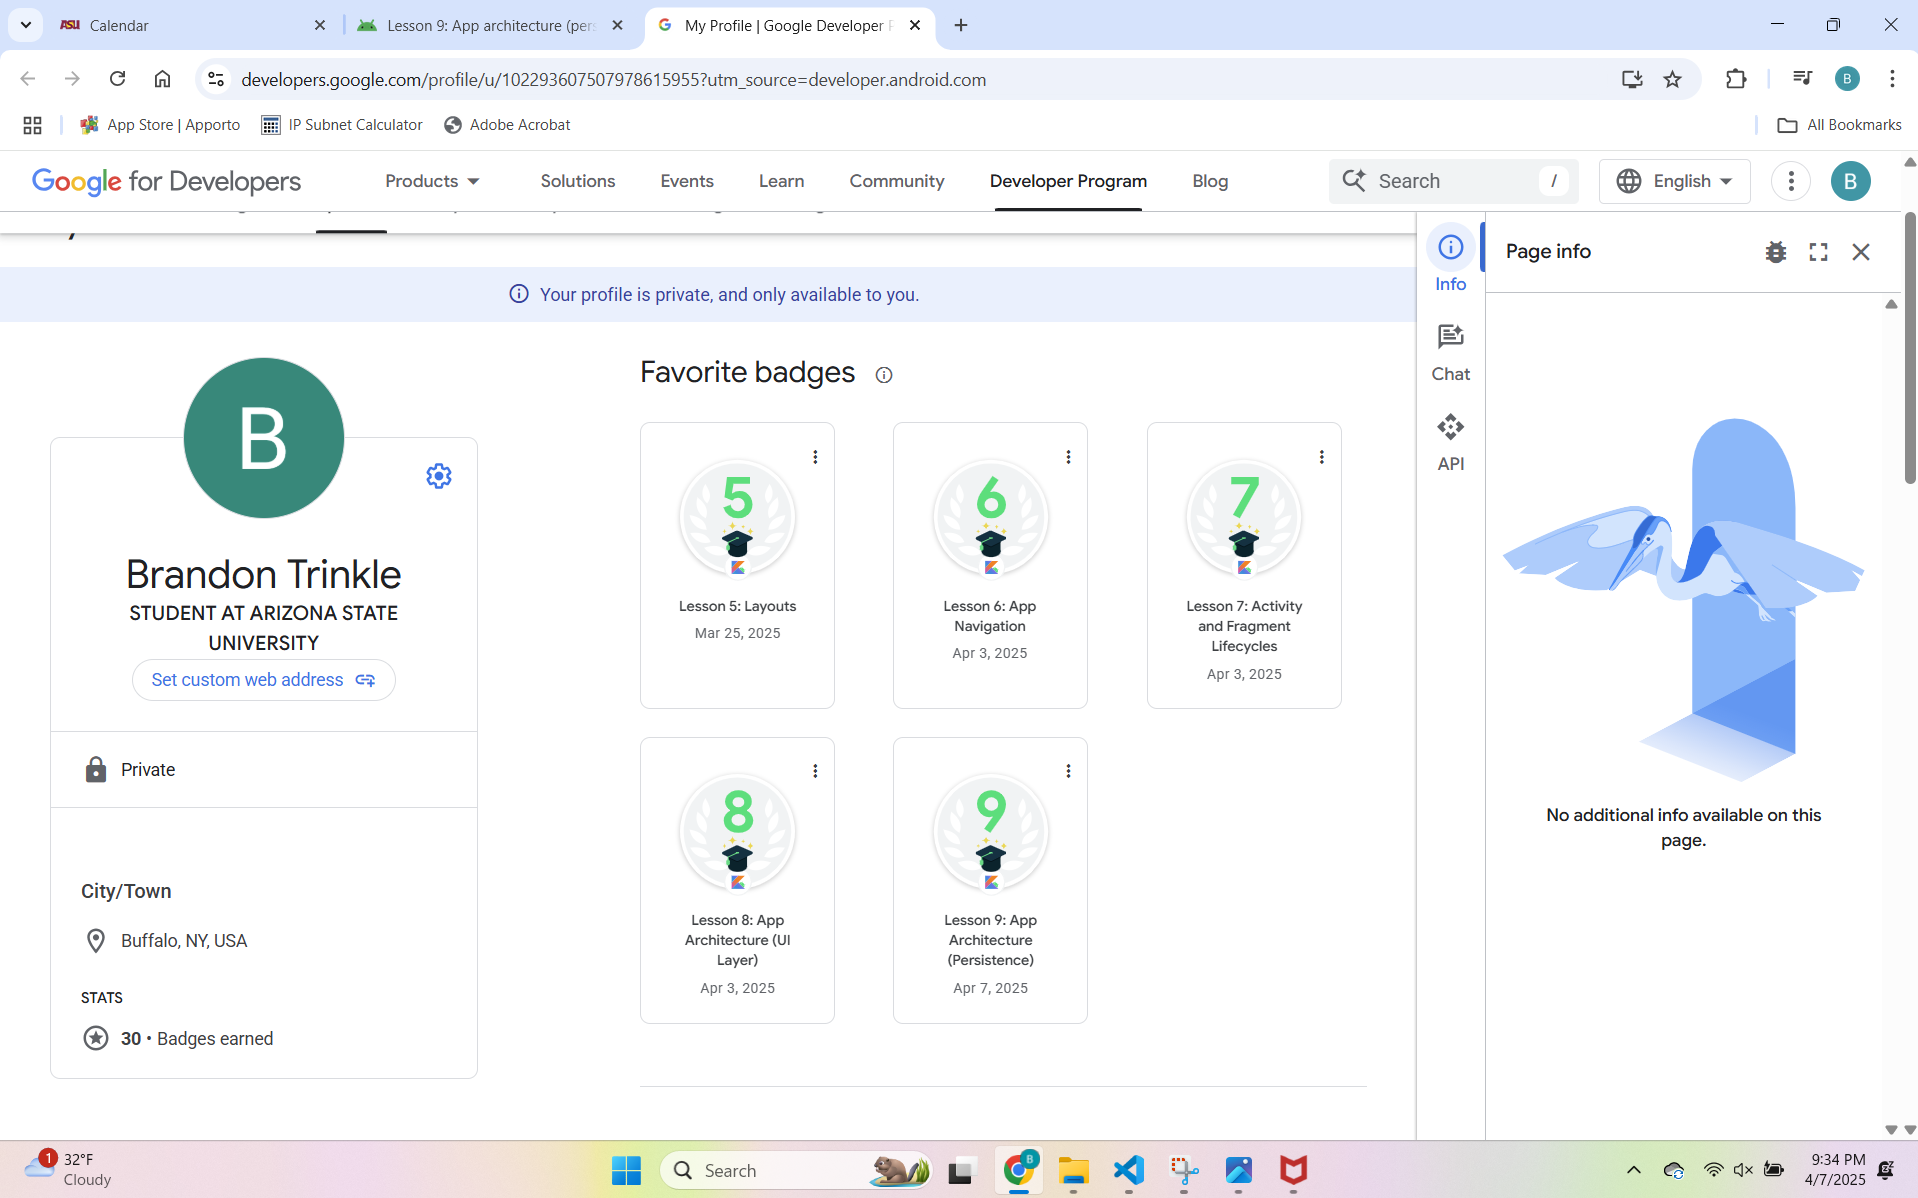 Calendar
Lesson 9: App architecture (pers
My Profile | Google Developer P
developers.google.com/profile/u/102293607507978615955?utm_source=developer.android.com
B
App Store | Apporto
IP Subnet Calculator
Adobe Acrobat
All Bookmarks
Google for Developers
Products
Solutions
Events
Learn
Community
Developer Program
Blog
Search
/
English
B
Your profile is private, and only available to you.
Info
Chat
API
Page info
No additional info available on this
page.
B
Brandon Trinkle
STUDENT AT ARIZONA STATE
UNIVERSITY
Set custom web address
Private
City/Town
Buffalo, NY, USA
STATS
30 • Badges earned
Favorite badges
5
Lesson 5: Layouts
Mar 25, 2025
6
Lesson 6: App
Navigation
Apr 3, 2025
7
Lesson 7: Activity
and Fragment
Lifecycles
Apr 3, 2025
8
Lesson 8: App
Architecture (UI
Layer)
Apr 3, 2025
9
Lesson 9: App
Architecture
(Persistence)
Apr 7, 2025
1
32°F
Cloudy
Search
B
9:34 PM
4/7/2025